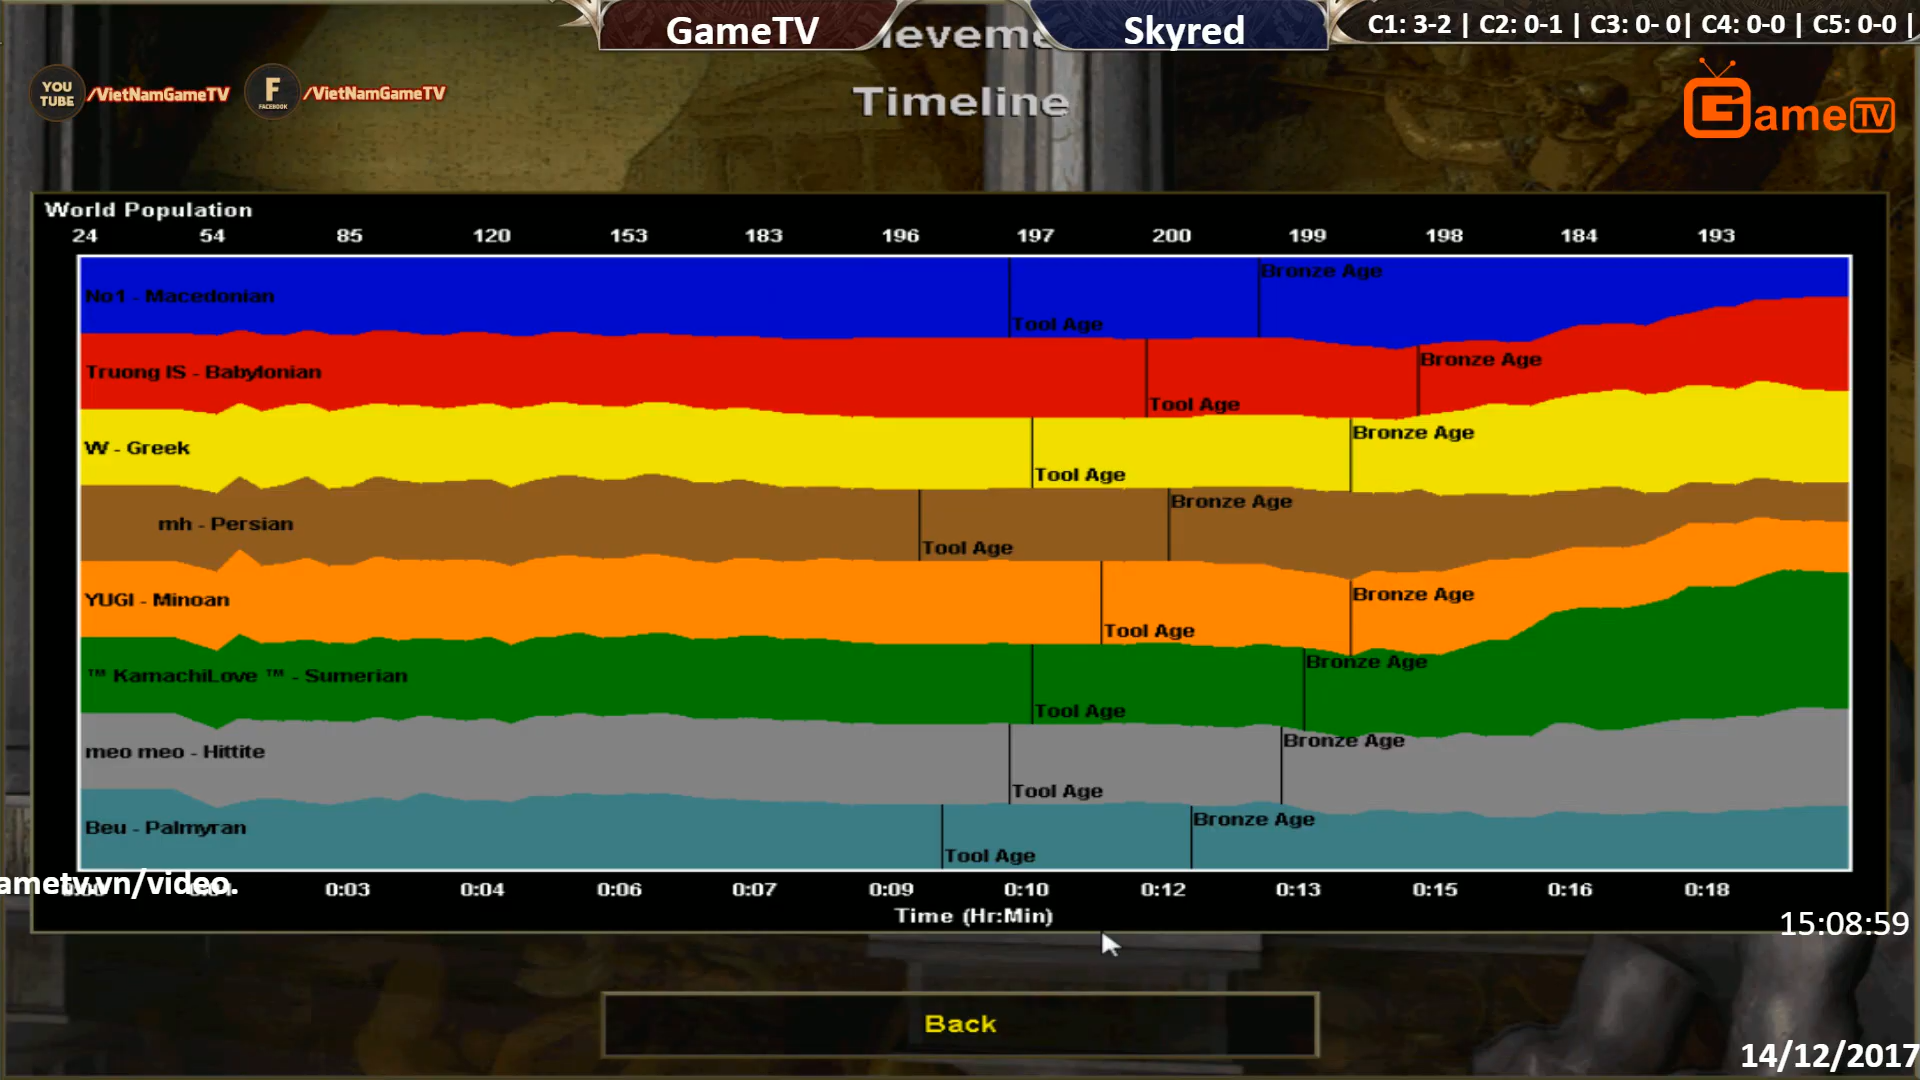 GameTV
Skyred
C1: 3-2 | C2: 0-1 | C3: 0- 0| C4: 0-0 | C5: 0-0 |
YOU TUBE /VietNamGameTV
F FACEBOOK /VietNamGameTV
Timeline
GameTV
World Population
24 54 85 120 153 183 196 197 200 199 198 184 193
No1 - Macedonian
Tool Age
Bronze Age
Truong IS - Babylonian
Tool Age
Bronze Age
W - Greek
Tool Age
Bronze Age
mh - Persian
Tool Age
Bronze Age
YUGI - Minoan
Tool Age
Bronze Age
™ KamachiLove ™ - Sumerian
Tool Age
Bronze Age
meo meo - Hittite
Tool Age
Bronze Age
Beu - Palmyran
Tool Age
Bronze Age
ametv.vn/video.
0:03 0:04 0:06 0:07 0:09 0:10 0:12 0:13 0:15 0:16 0:18
Time (Hr:Min)
15:08:59
Back
14/12/2017